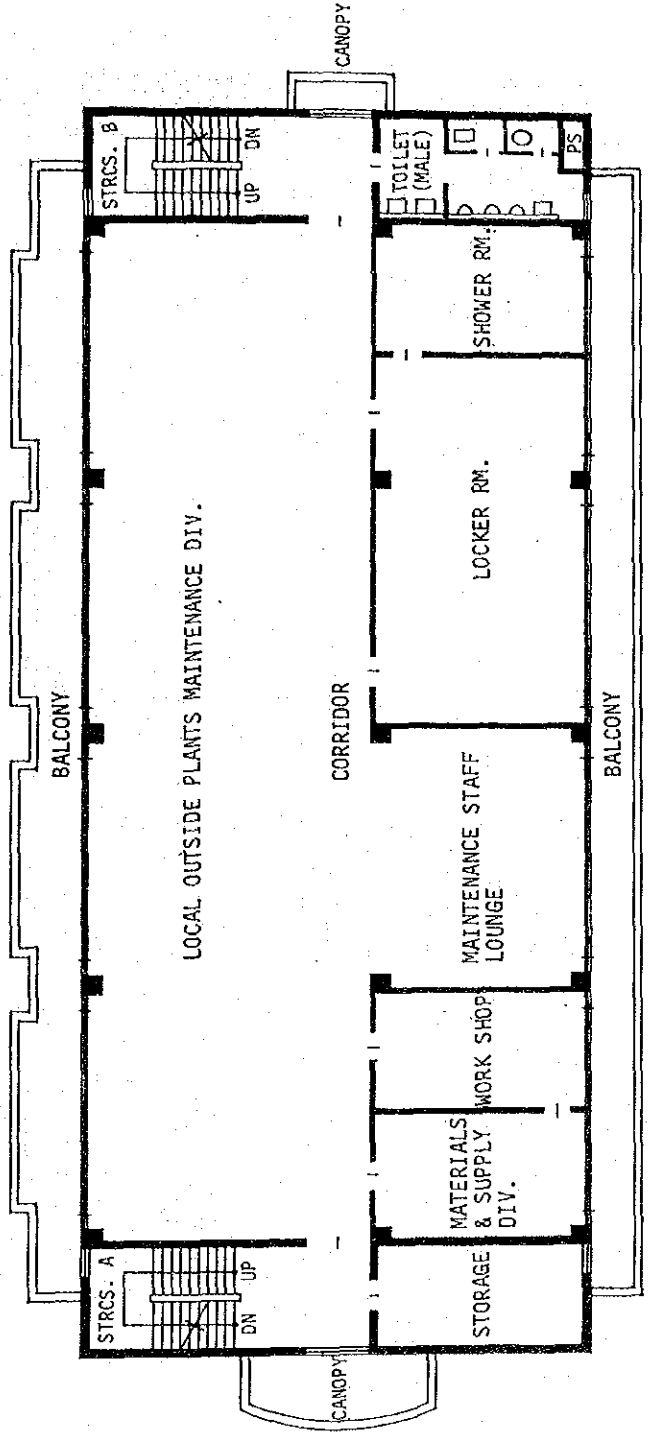 BALCONY
STRCS. A
DN
UP
STRCS. B
UP
DN
LOCAL OUTSIDE PLANTS MAINTENANCE DIV.
CANOPY
CORRIDOR
CANOPY
STORAGE
MATERIALS
& SUPPLY
DIV.
WORK SHOP
MAINTENANCE STAFF
LOUNGE
LOCKER RM.
SHOWER RM.
TOILET
(MALE)
PS
BALCONY